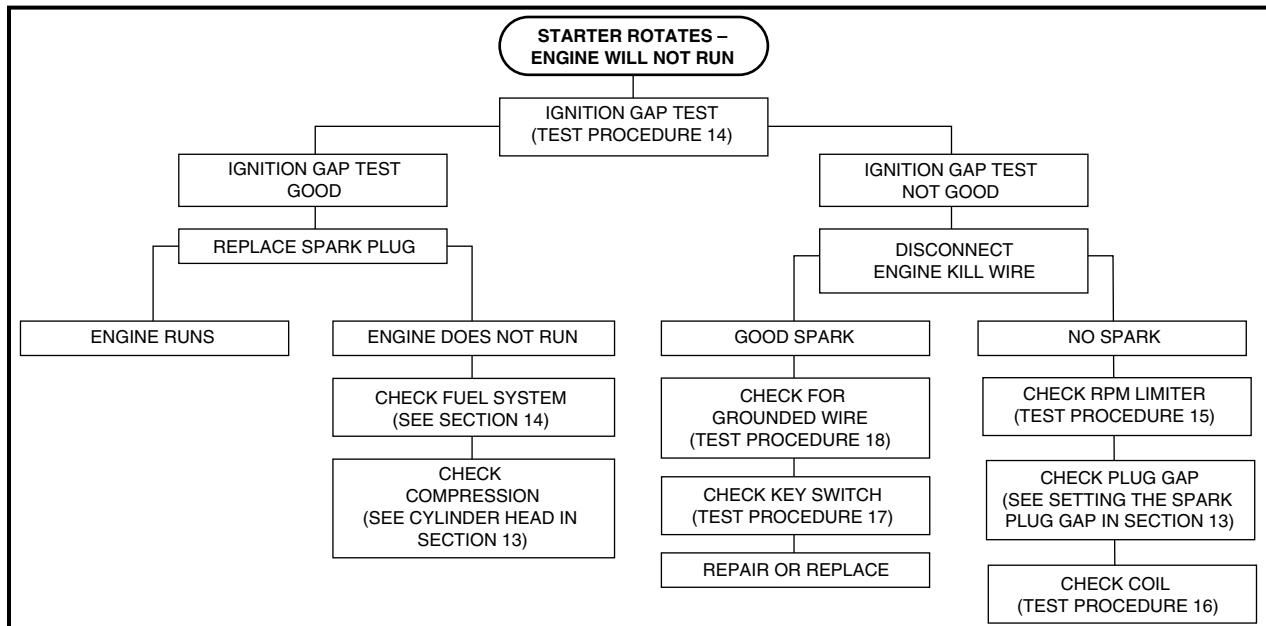 STARTER ROTATES –
ENGINE WILL NOT RUN
IGNITION GAP TEST
(TEST PROCEDURE 14)
IGNITION GAP TEST
GOOD
IGNITION GAP TEST
NOT GOOD
REPLACE SPARK PLUG
DISCONNECT
ENGINE KILL WIRE
ENGINE RUNS
ENGINE DOES NOT RUN
GOOD SPARK
NO SPARK
CHECK FUEL SYSTEM
(SEE SECTION 14)
CHECK FOR
GROUNDED WIRE
(TEST PROCEDURE 18)
CHECK RPM LIMITER
(TEST PROCEDURE 15)
CHECK
COMPRESSION
(SEE CYLINDER HEAD IN
SECTION 13)
CHECK KEY SWITCH
(TEST PROCEDURE 17)
CHECK PLUG GAP
(SEE SETTING THE SPARK
PLUG GAP IN SECTION 13)
REPAIR OR REPLACE
CHECK COIL
(TEST PROCEDURE 16)